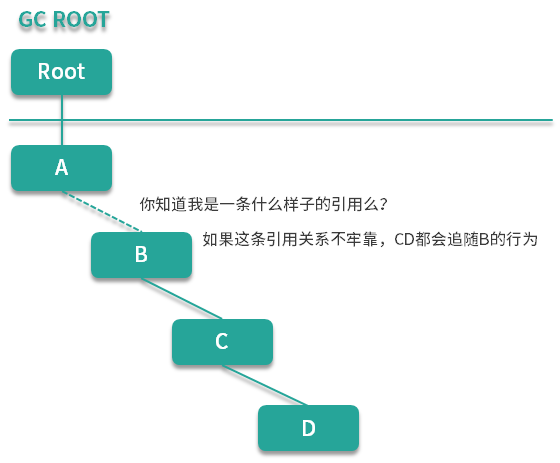 GC ROOT
Root
A
你知道我是一条什么样子的引用么？
如果这条引用关系不牢靠，CD都会追随B的行为
B
C
D